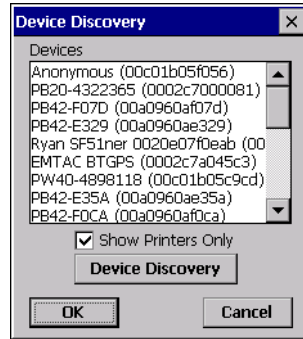 Device Discovery
Devices
Anonymous (00c01b05f056)
PB20-4322365 (0002c7000081)
PB42-F07D (00a0960af07d)
PB42-E329 (00a0960ae329)
Ryan SF51ner 0020e07f0eab (00
EMTAC BTGPS (0002c7a045c3)
PW40-4898118 (00c01b05c9cd)
PB42-E35A (00a0960ae35a)
PB42-F0CA (00a0960af0ca)
Show Printers Only
Device Discovery
OK Cancel